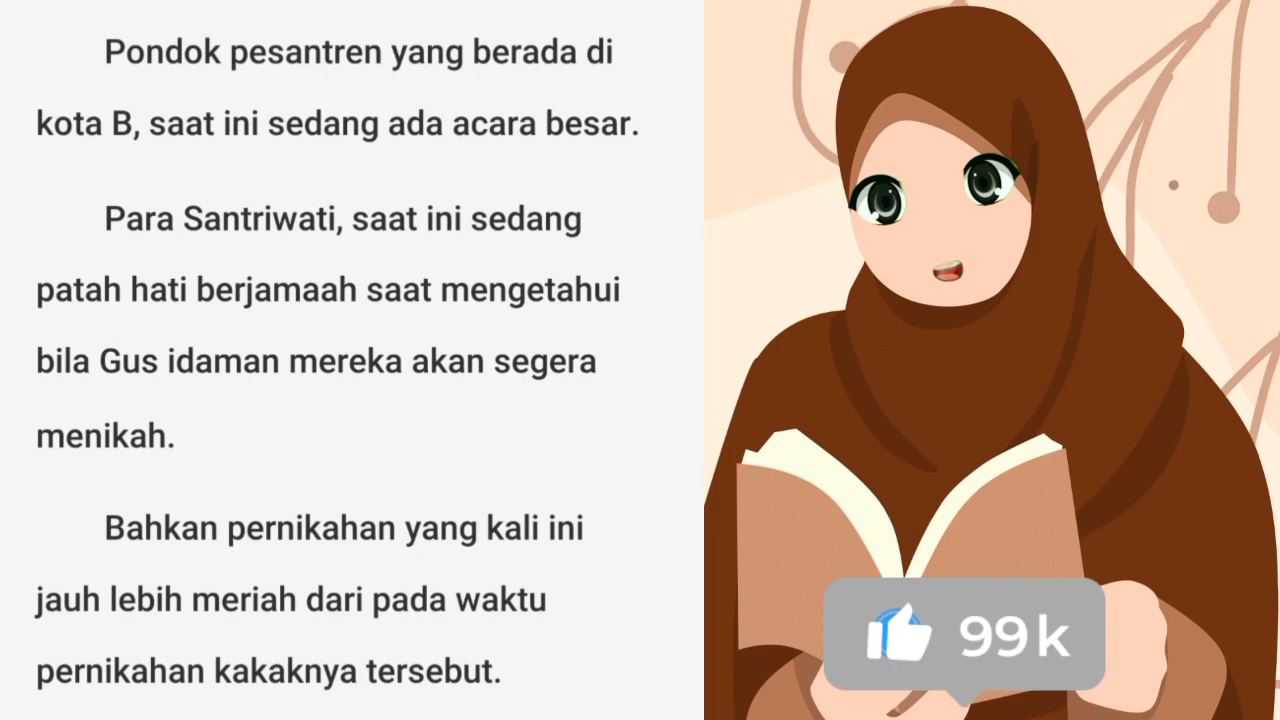 Pondok pesantren yang berada di
kota B, saat ini sedang ada acara besar.
Para Santriwati, saat ini sedang
patah hati berjamaah saat mengetahui
bila Gus idaman mereka akan segera
menikah.
Bahkan pernikahan yang kali ini
jauh lebih meriah dari pada waktu
pernikahan kakaknya tersebut.
99k